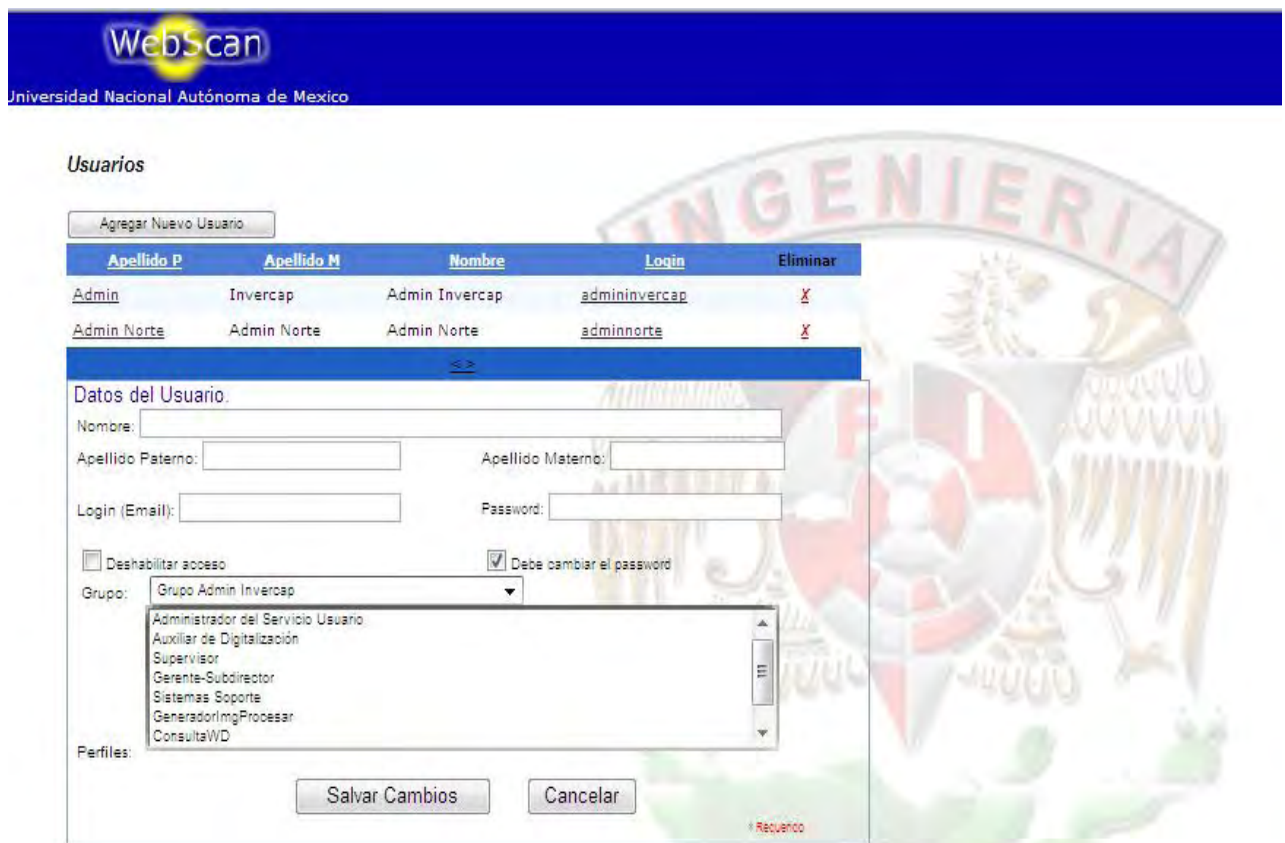 WebScan
Universidad Nacional Autónoma de Mexico
INGENIERIA
Usuarios
Agregar Nuevo Usuario
Apellido P Apellido M Nombre Login Eliminar
Admin Invercap Admin Invercap admininvercap X
Admin Norte Admin Norte Admin Norte adminnorte X
< >
F I
Datos del Usuario.
Nombre:
Apellido Paterno: Apellido Materno:
Login (Email): Password:
Deshabilitar acceso Debe cambiar el password
Grupo: Grupo Admin Invercap
Administrador del Servicio Usuario
Auxiliar de Digitalización
Supervisor
Gerente-Subdirector
Sistemas Soporte
GeneradorImgProcesar
ConsultaWD
Perfiles:
Salvar Cambios Cancelar
* Requerido